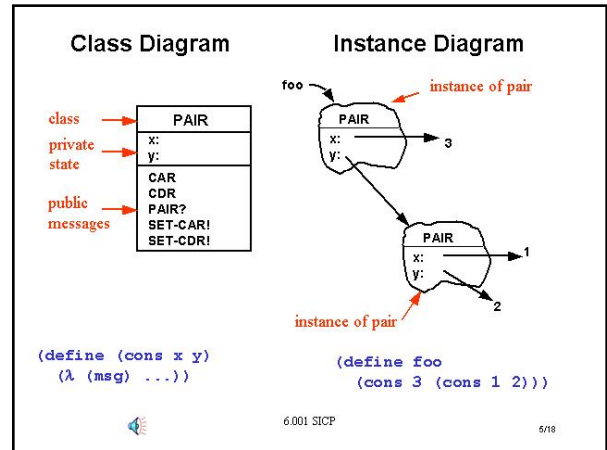 Class Diagram
class
private
state
public
messages
PAIR
x:
y:
CAR
CDR
PAIR?
SET-CAR!
SET-CDR!
(define (cons x y)
(λ (msg) ...))
Instance Diagram
foo
instance of pair
PAIR
x:
3
y:
PAIR
x:
1
y:
2
instance of pair
(define foo
(cons 3 (cons 1 2)))
6.001 SICP
5/18